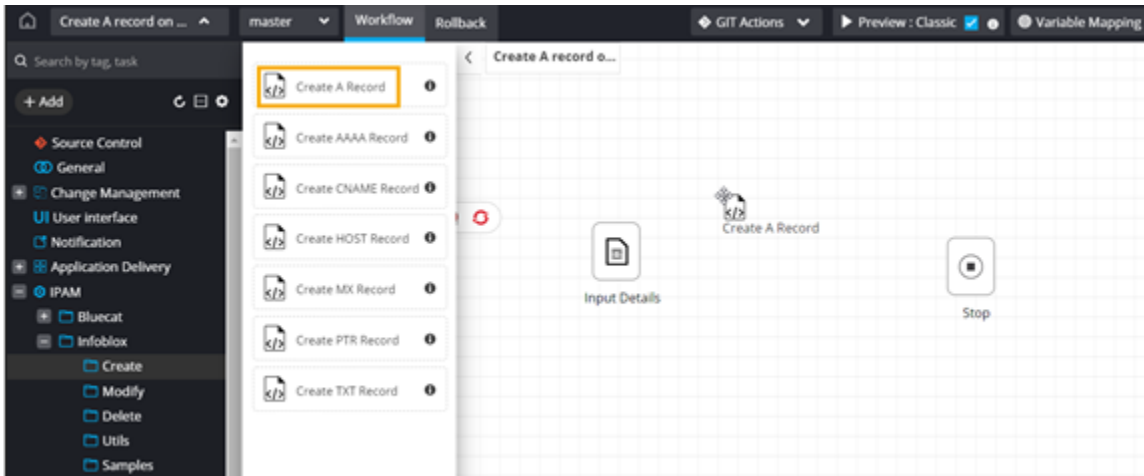 Create A record on ...
master
Workflow
Rollback
GIT Actions
Preview : Classic
Variable Mapping
Search by tag, task
+ Add
Source Control
General
Change Management
UI User interface
Notification
Application Delivery
IPAM
Bluecat
Infoblox
Create
Modify
Delete
Utils
Samples
Create A Record
Create AAAA Record
Create CNAME Record
Create HOST Record
Create MX Record
Create PTR Record
Create TXT Record
Create A record o...
Input Details
Create A Record
Stop